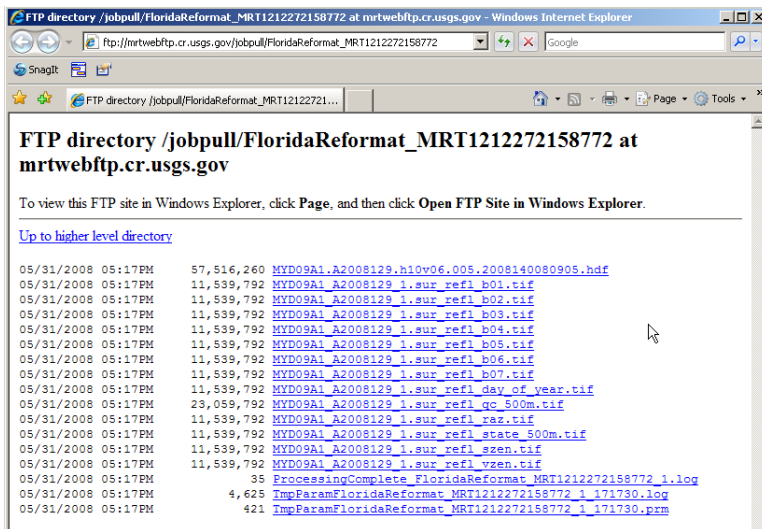 FTP directory /jobpull/FloridaReformat_MRT1212272158772 at mrtwebftp.cr.usgs.gov - Windows Internet Explorer
ftp://mrtwebftp.cr.usgs.gov/jobpull/FloridaReformat_MRT1212272158772
Google
SnagIt
FTP directory /jobpull/FloridaReformat_MRT12122721...
Page
Tools
FTP directory /jobpull/FloridaReformat_MRT1212272158772 at
mrtwebftp.cr.usgs.gov
To view this FTP site in Windows Explorer, click Page, and then click Open FTP Site in Windows Explorer.
Up to higher level directory
05/31/2008 05:17PM 57,516,260 MYD09A1.A2008129.h10v06.005.2008140080905.hdf
05/31/2008 05:17PM 11,539,792 MYD09A1_A2008129_1.sur_refl_b01.tif
05/31/2008 05:17PM 11,539,792 MYD09A1_A2008129_1.sur_refl_b02.tif
05/31/2008 05:17PM 11,539,792 MYD09A1_A2008129_1.sur_refl_b03.tif
05/31/2008 05:17PM 11,539,792 MYD09A1_A2008129_1.sur_refl_b04.tif
05/31/2008 05:17PM 11,539,792 MYD09A1_A2008129_1.sur_refl_b05.tif
05/31/2008 05:17PM 11,539,792 MYD09A1_A2008129_1.sur_refl_b06.tif
05/31/2008 05:17PM 11,539,792 MYD09A1_A2008129_1.sur_refl_b07.tif
05/31/2008 05:17PM 11,539,792 MYD09A1_A2008129_1.sur_refl_day_of_year.tif
05/31/2008 05:17PM 23,059,792 MYD09A1_A2008129_1.sur_refl_qc_500m.tif
05/31/2008 05:17PM 11,539,792 MYD09A1_A2008129_1.sur_refl_raz.tif
05/31/2008 05:17PM 11,539,792 MYD09A1_A2008129_1.sur_refl_state_500m.tif
05/31/2008 05:17PM 11,539,792 MYD09A1_A2008129_1.sur_refl_szen.tif
05/31/2008 05:17PM 11,539,792 MYD09A1_A2008129_1.sur_refl_vzen.tif
05/31/2008 05:17PM 35 ProcessingComplete_FloridaReformat_MRT1212272158772_1.log
05/31/2008 05:17PM 4,625 TmpParamFloridaReformat_MRT1212272158772_1_171730.log
05/31/2008 05:17PM 421 TmpParamFloridaReformat_MRT1212272158772_1_171730.prm